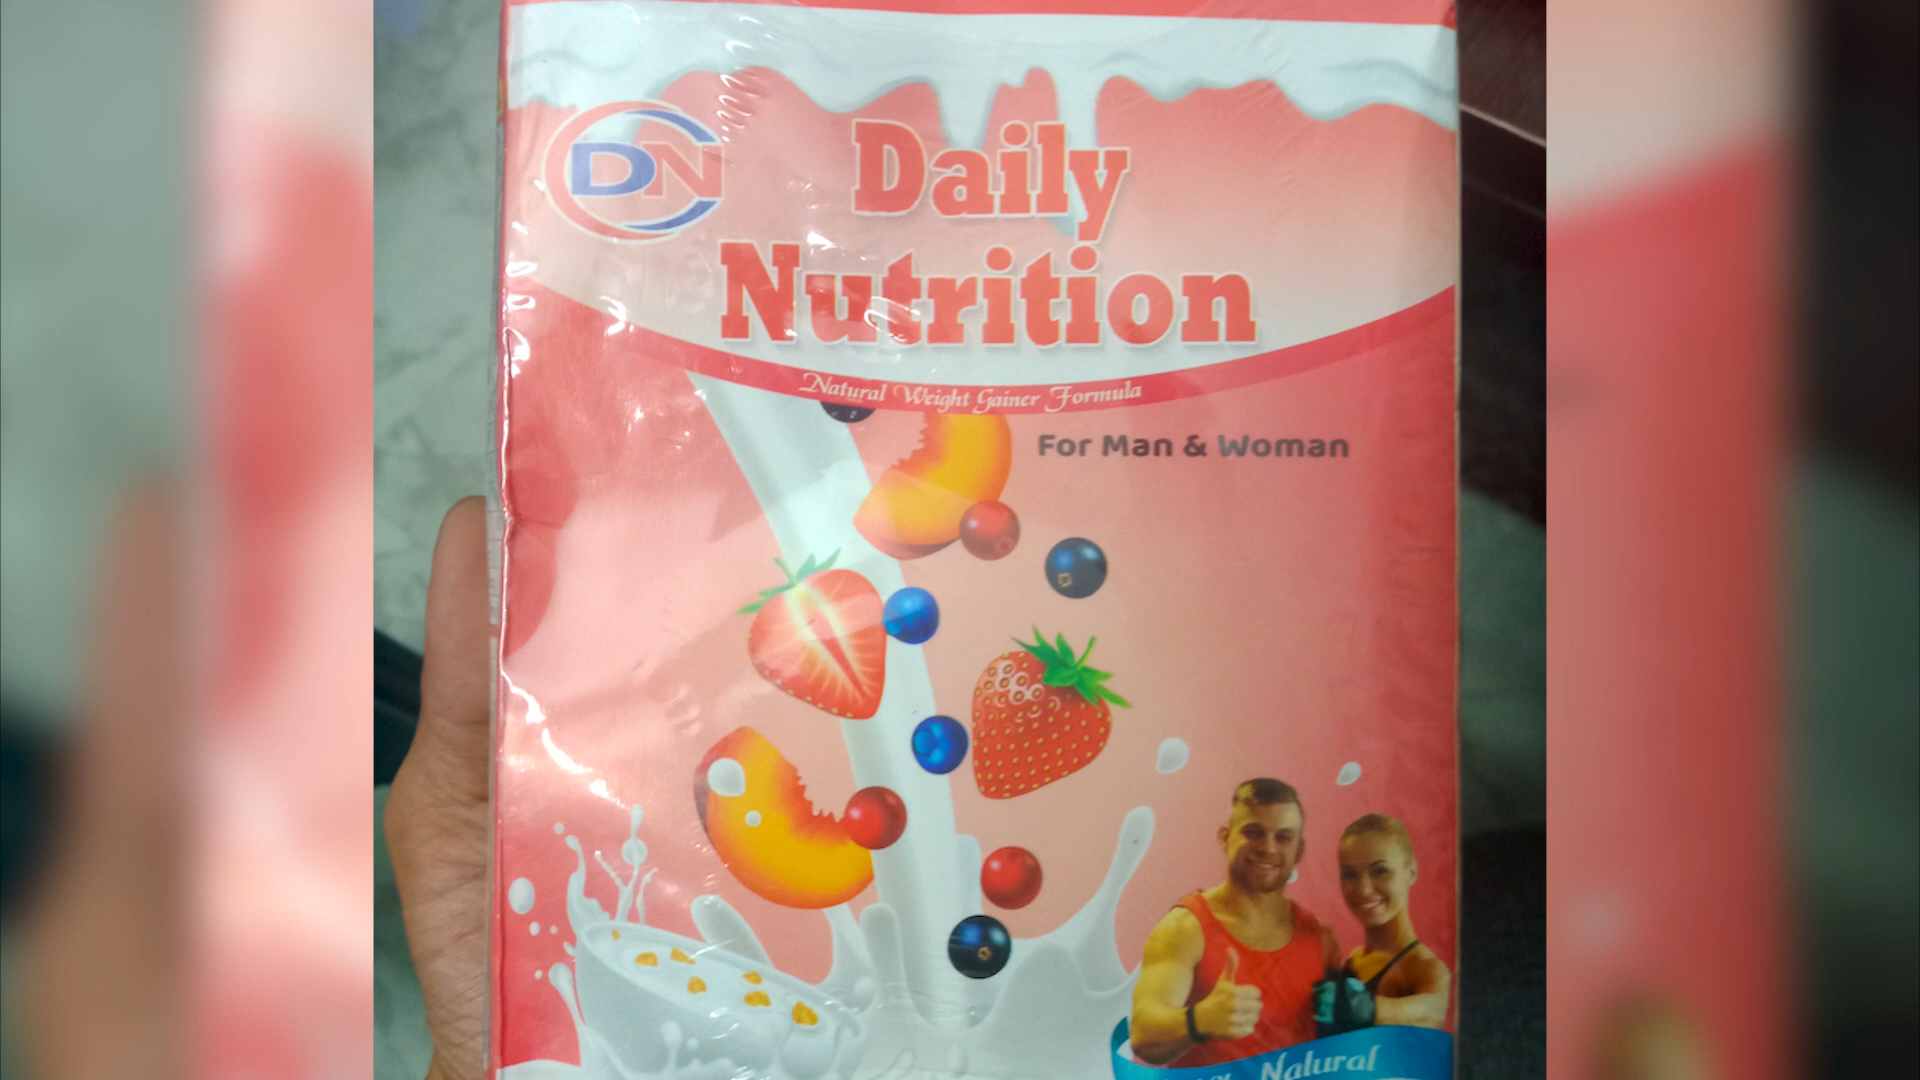 DN
Daily
Nutrition
Natural Weight Gainer Formula
For Man & Woman
Natural